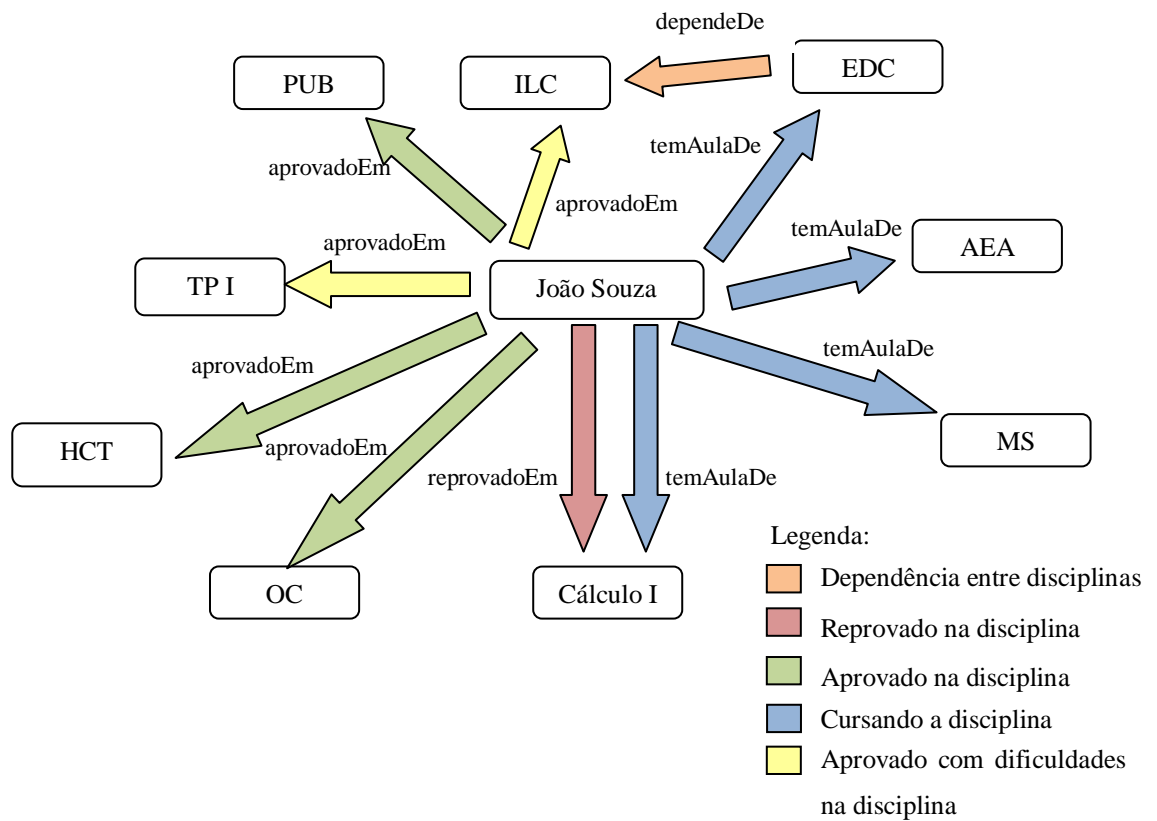 dependeDe
PUB
ILC
EDC
temAulaDe
aprovadoEm
aprovadoEm
temAulaDe
aprovadoEm
AEA
TP I
João Souza
temAulaDe
aprovadoEm
HCT
aprovadoEm
MS
reprovadoEm
temAulaDe
OC
Cálculo I
Legenda:
Dependência entre disciplinas
Reprovado na disciplina
Aprovado na disciplina
Cursando a disciplina
Aprovado com dificuldades
na disciplina